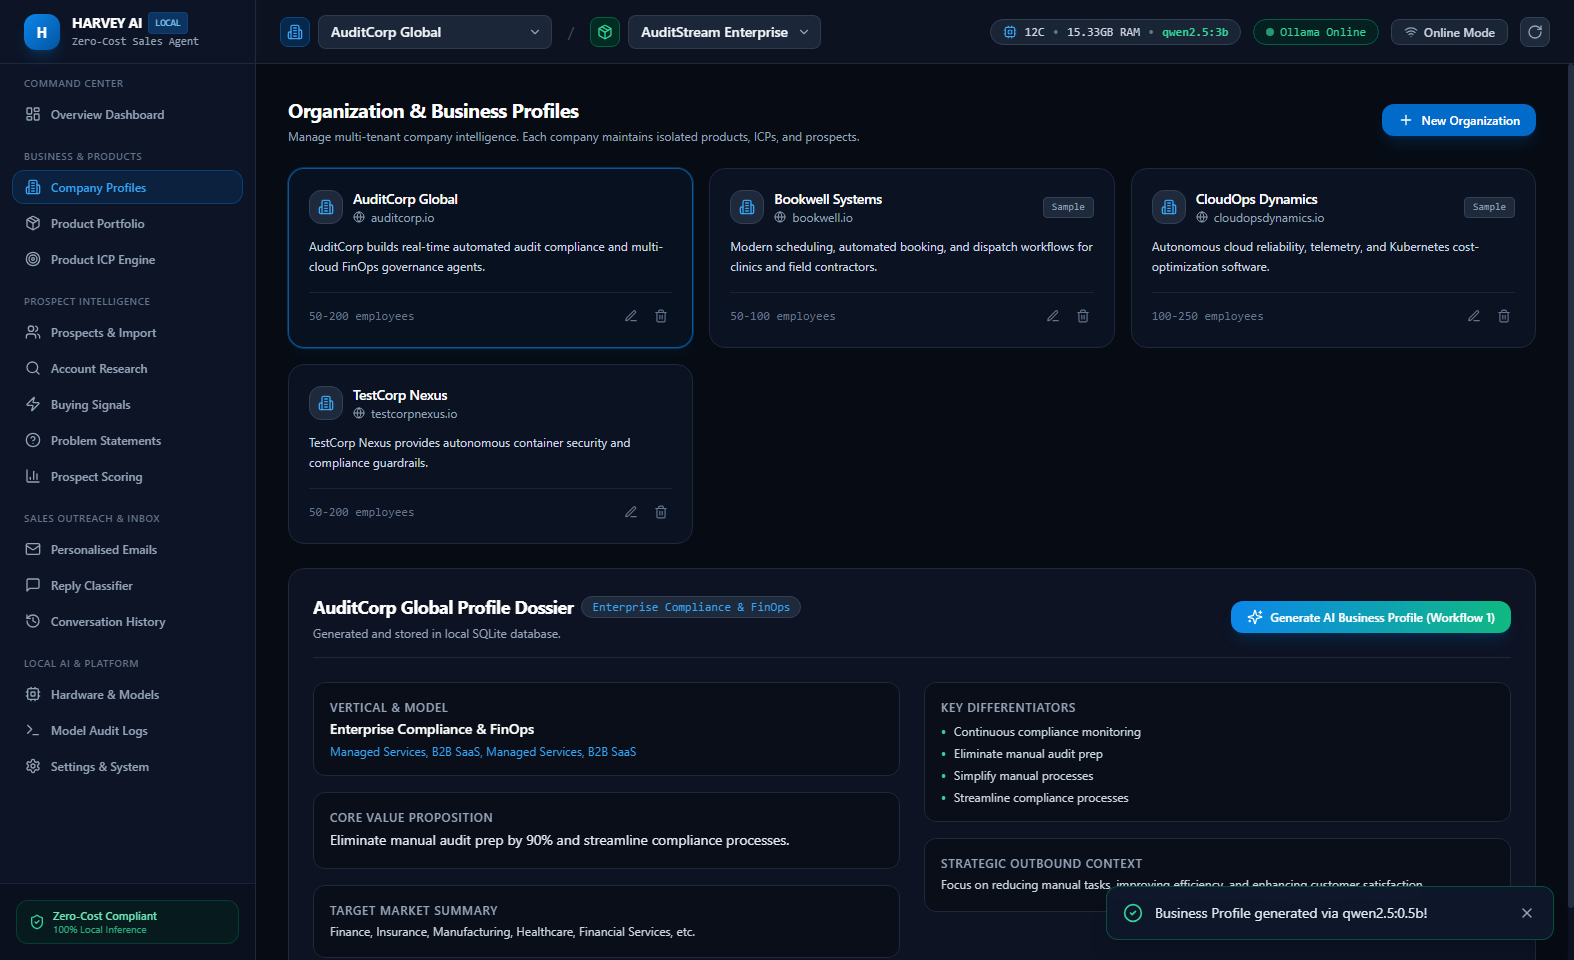 H
HARVEY AI
LOCAL
Zero-Cost Sales Agent
AuditCorp Global
/
AuditStream Enterprise
12C • 15.33GB RAM • qwen2.5:3b
Ollama Online
Online Mode
COMMAND CENTER
Overview Dashboard
BUSINESS & PRODUCTS
Company Profiles
Product Portfolio
Product ICP Engine
PROSPECT INTELLIGENCE
Prospects & Import
Account Research
Buying Signals
Problem Statements
Prospect Scoring
SALES OUTREACH & INBOX
Personalised Emails
Reply Classifier
Conversation History
LOCAL AI & PLATFORM
Hardware & Models
Model Audit Logs
Settings & System
Zero-Cost Compliant
100% Local Inference
Organization & Business Profiles
Manage multi-tenant company intelligence. Each company maintains isolated products, ICPs, and prospects.
New Organization
AuditCorp Global
auditcorp.io
AuditCorp builds real-time automated audit compliance and multi-
cloud FinOps governance agents.
50-200 employees
Bookwell Systems
bookwell.io
Sample
Modern scheduling, automated booking, and dispatch workflows for
clinics and field contractors.
50-100 employees
CloudOps Dynamics
cloudopsdynamics.io
Sample
Autonomous cloud reliability, telemetry, and Kubernetes cost-
optimization software.
100-250 employees
TestCorp Nexus
testcorpnexus.io
TestCorp Nexus provides autonomous container security and
compliance guardrails.
50-200 employees
AuditCorp Global Profile Dossier
Enterprise Compliance & FinOps
Generated and stored in local SQLite database.
Generate AI Business Profile (Workflow 1)
VERTICAL & MODEL
Enterprise Compliance & FinOps
Managed Services, B2B SaaS, Managed Services, B2B SaaS
CORE VALUE PROPOSITION
Eliminate manual audit prep by 90% and streamline compliance processes.
TARGET MARKET SUMMARY
Finance, Insurance, Manufacturing, Healthcare, Financial Services, etc.
KEY DIFFERENTIATORS
• Continuous compliance monitoring
• Eliminate manual audit prep
• Simplify manual processes
• Streamline compliance processes
STRATEGIC OUTBOUND CONTEXT
Focus on reducing manual tasks, improving efficiency, and enhancing customer satisfaction.
Business Profile generated via qwen2.5:0.5b!